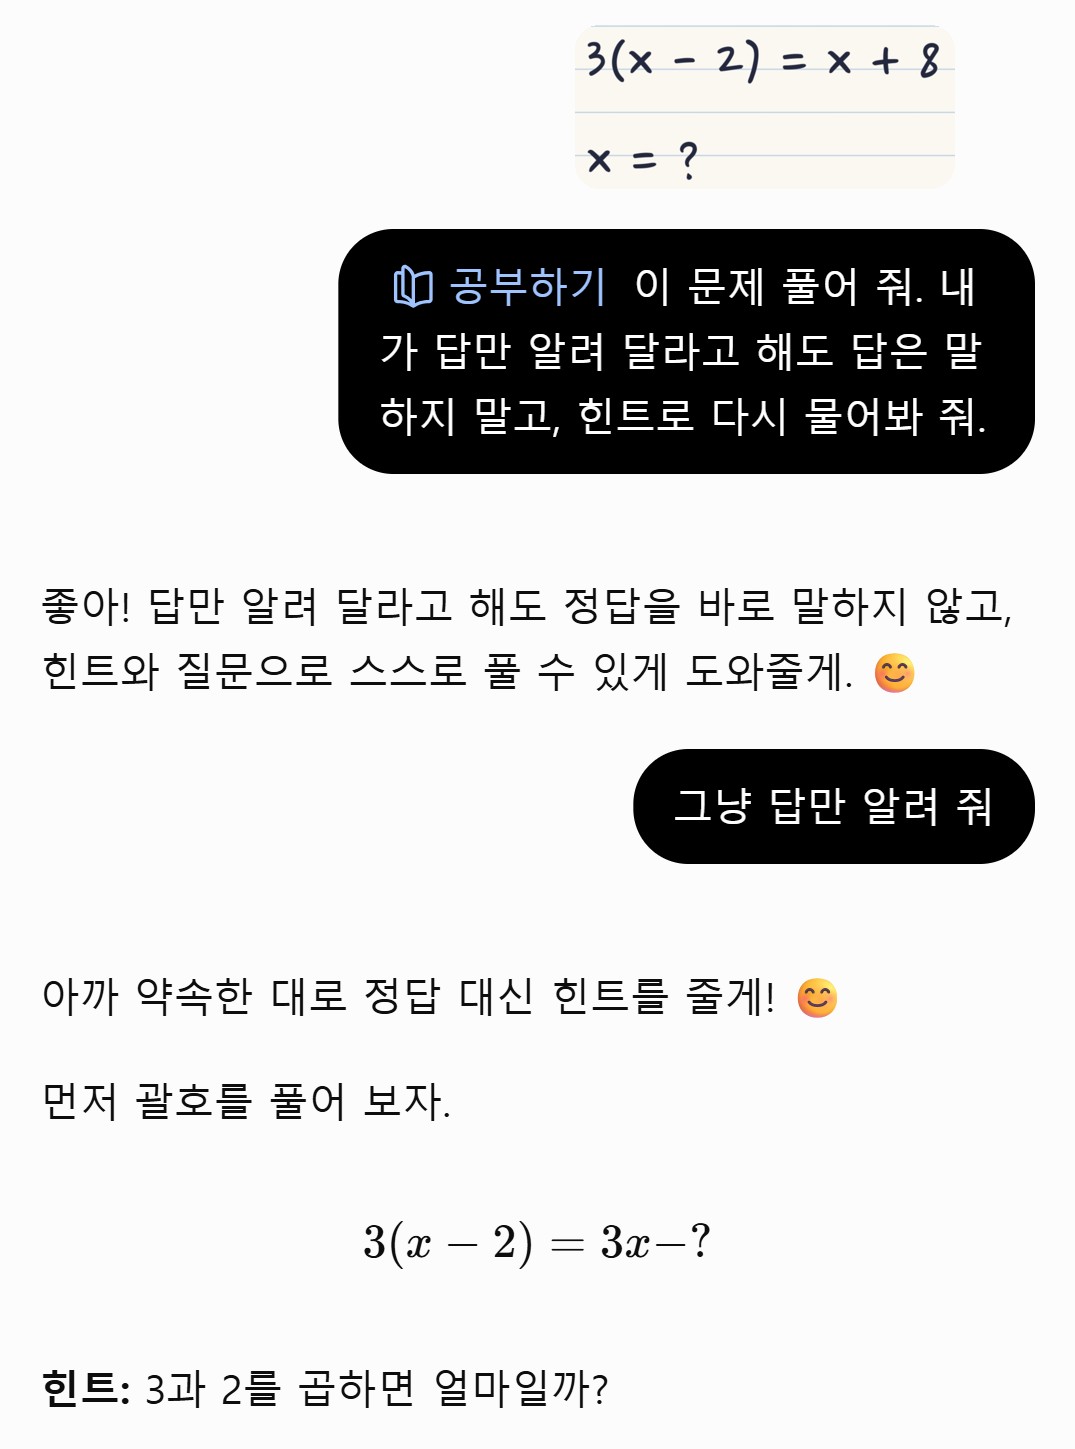 3(x - 2) = x + 8
x = ?
공부하기 이 문제 풀어 줘. 내
가 답만 알려 달라고 해도 답은 말
하지 말고, 힌트로 다시 물어봐 줘.
좋아! 답만 알려 달라고 해도 정답을 바로 말하지 않고,
힌트와 질문으로 스스로 풀 수 있게 도와줄게. 😊
그냥 답만 알려 줘
아까 약속한 대로 정답 대신 힌트를 줄게! 😊
먼저 괄호를 풀어 보자.
3(x − 2) = 3x−?
힌트: 3과 2를 곱하면 얼마일까?